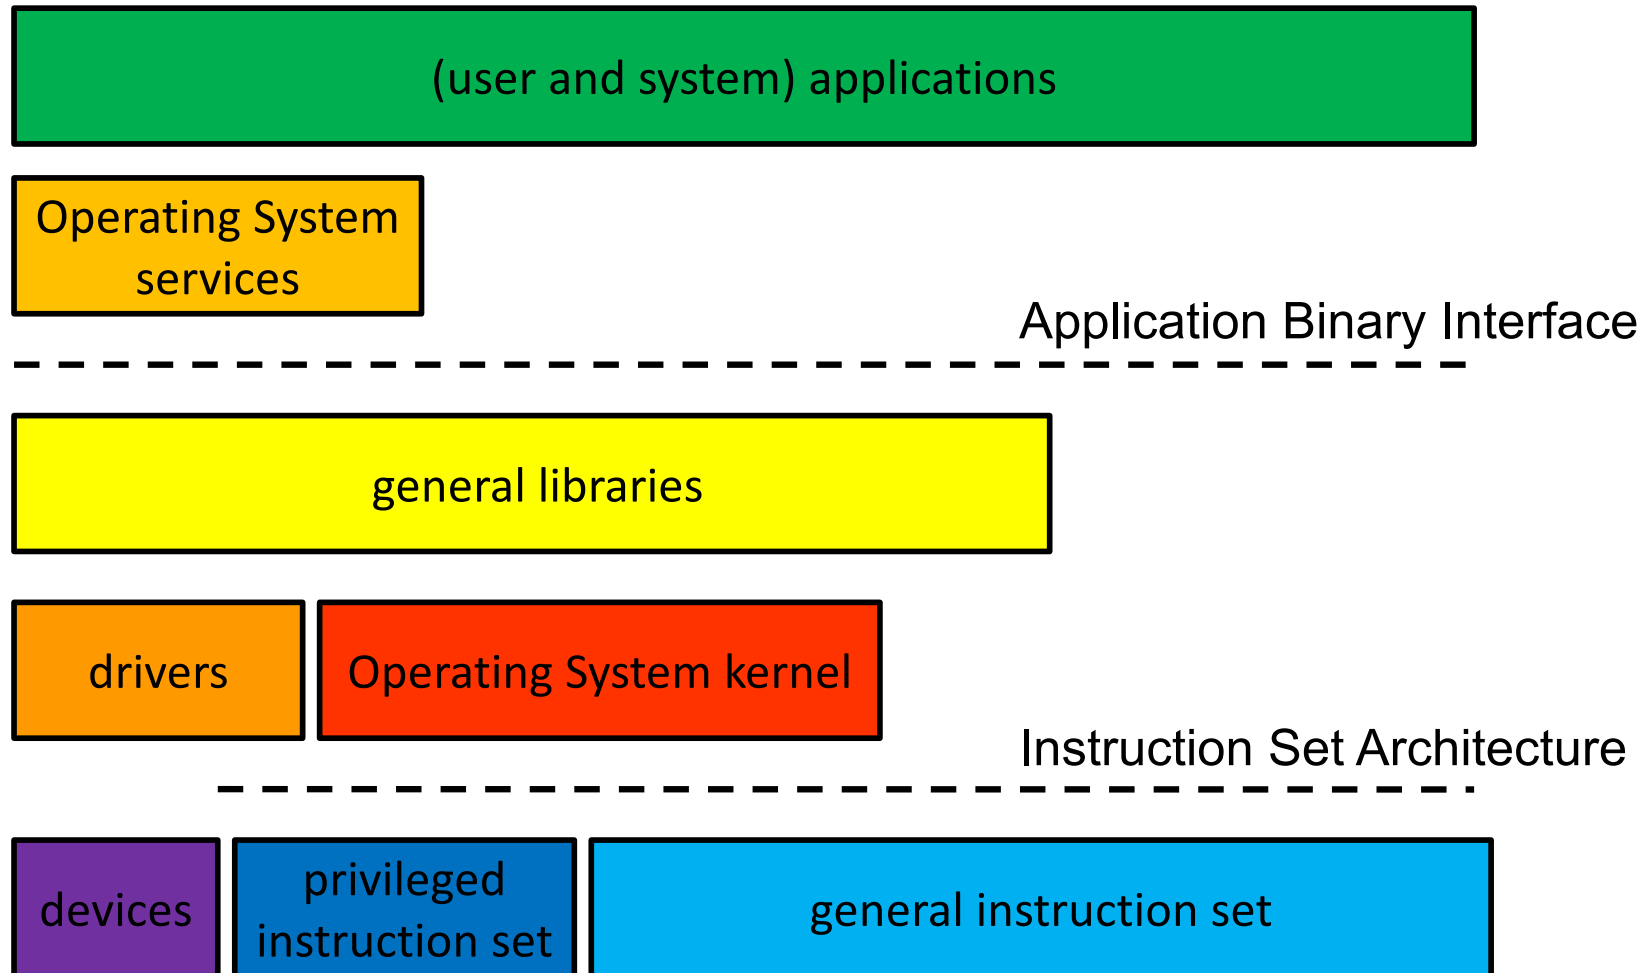 (user and system) applications
Operating System
services
Application Binary Interface
general libraries
drivers
Operating System kernel
Instruction Set Architecture
devices
privileged
instruction set
general instruction set